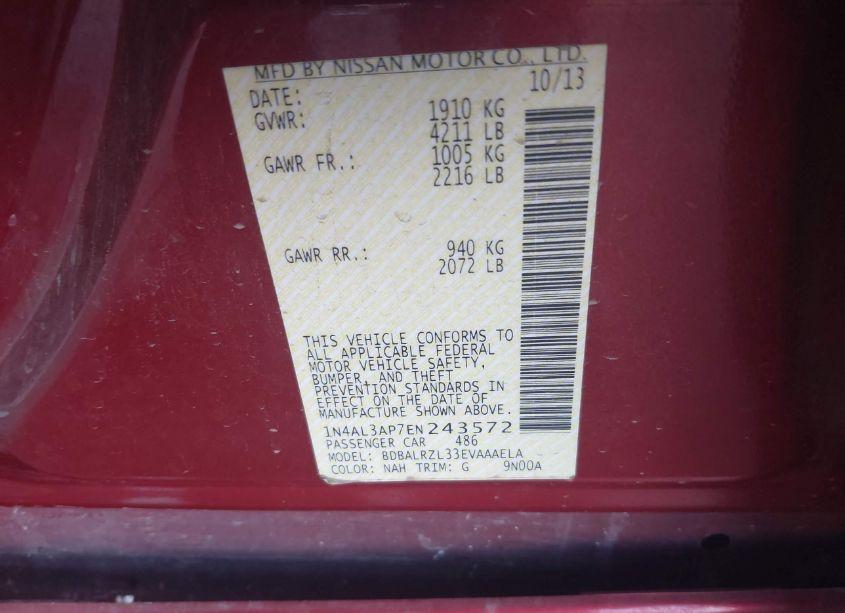 MFD BY NISSAN MOTOR CO., LTD.
DATE: 10/13
GVWR: 1910 KG
4211 LB
GAWR FR.: 1005 KG
2216 LB
GAWR RR.: 940 KG
2072 LB
THIS VEHICLE CONFORMS TO
ALL APPLICABLE FEDERAL
MOTOR VEHICLE SAFETY,
BUMPER, AND THEFT
PREVENTION STANDARDS IN
EFFECT ON THE DATE OF
MANUFACTURE SHOWN ABOVE.
1N4AL3AP7EN243572
PASSENGER CAR 486
MODEL: BDBALRZL33EVAAAELA
COLOR: NAH TRIM: G 9N00A